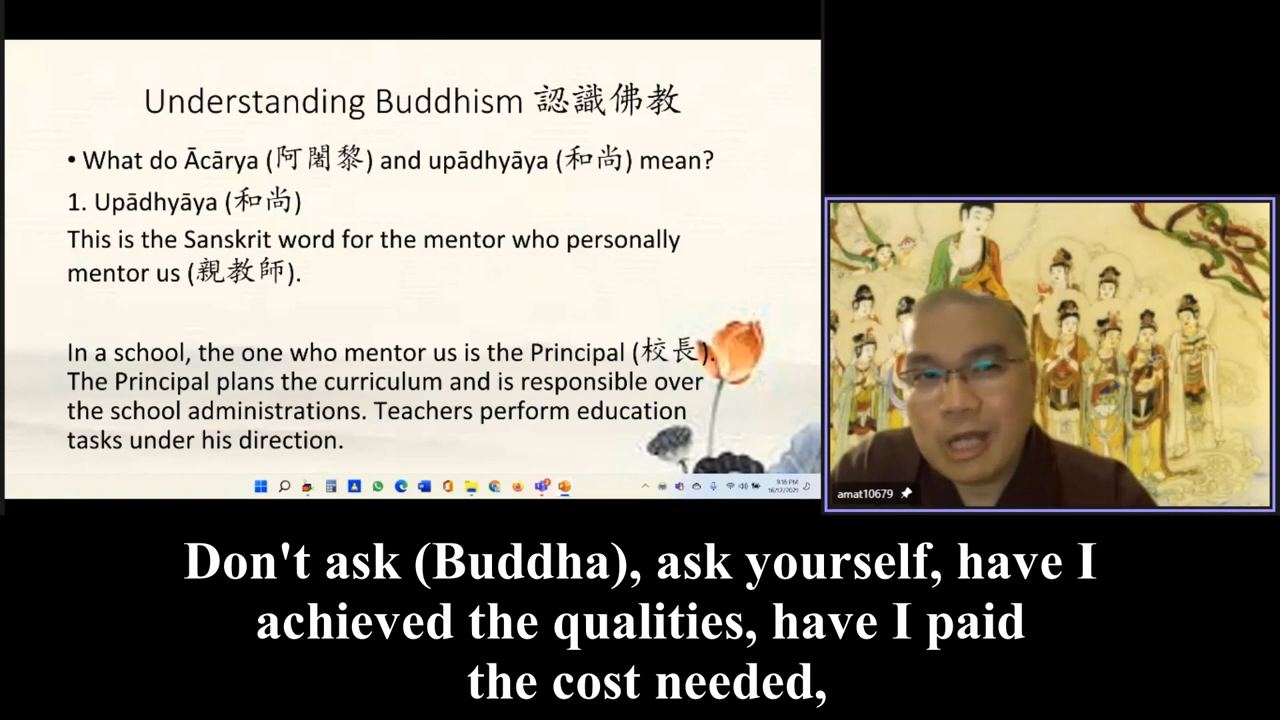 Understanding Buddhism 認識佛教
• What do Ācārya (阿闍黎) and upādhyāya (和尚) mean?
1. Upādhyāya (和尚)
This is the Sanskrit word for the mentor who personally
mentor us (親教師).
In a school, the one who mentor us is the Principal (校長).
The Principal plans the curriculum and is responsible over
the school administrations. Teachers perform education
tasks under his direction.
9:18 PM
amat10679
Don't ask (Buddha), ask yourself, have I
achieved the qualities, have I paid
the cost needed,